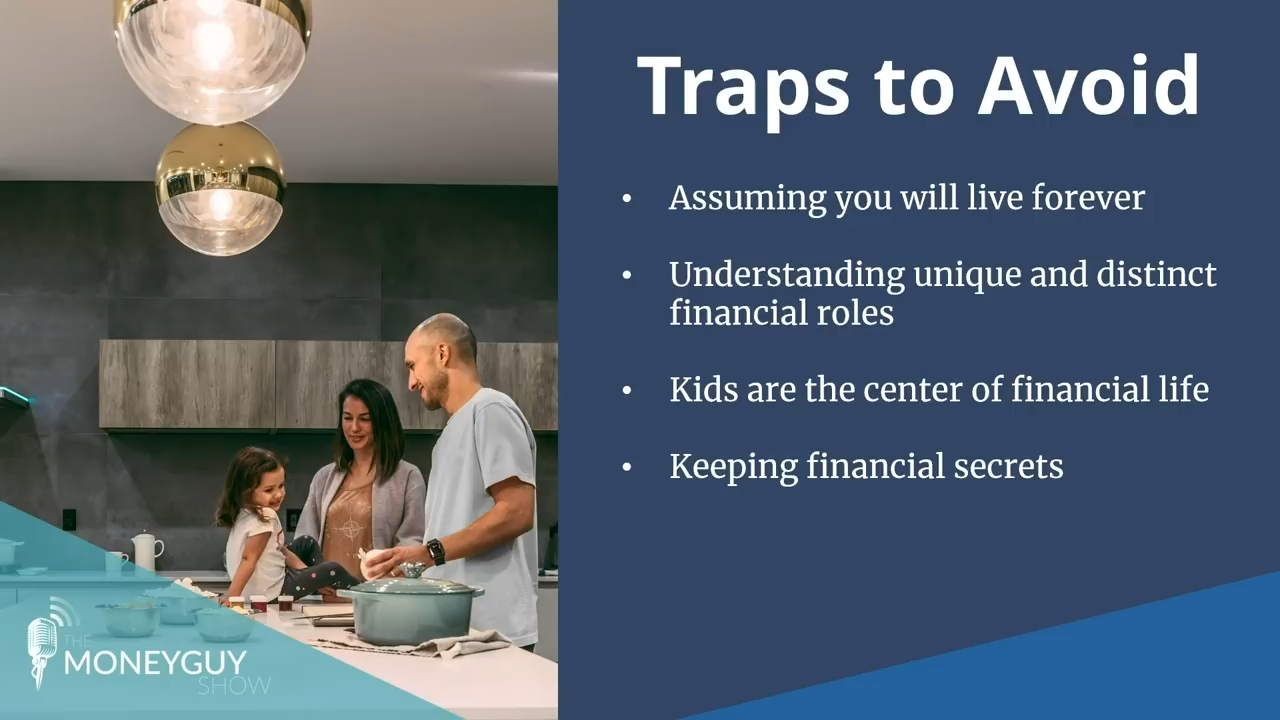 Traps to Avoid
• Assuming you will live forever
• Understanding unique and distinct
financial roles
• Kids are the center of financial life
• Keeping financial secrets
THE
MONEYGUY
SHOW